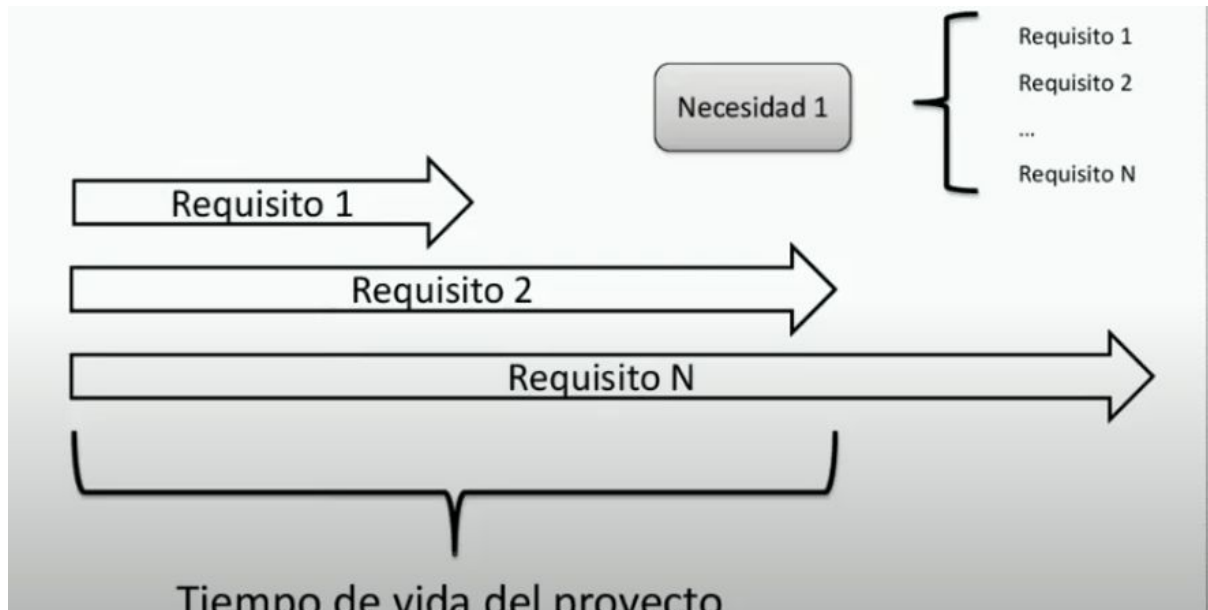 Necesidad 1
Requisito 1
Requisito 2
...
Requisito N
Requisito 1
Requisito 2
Requisito N
Tiempo de vida del proyecto